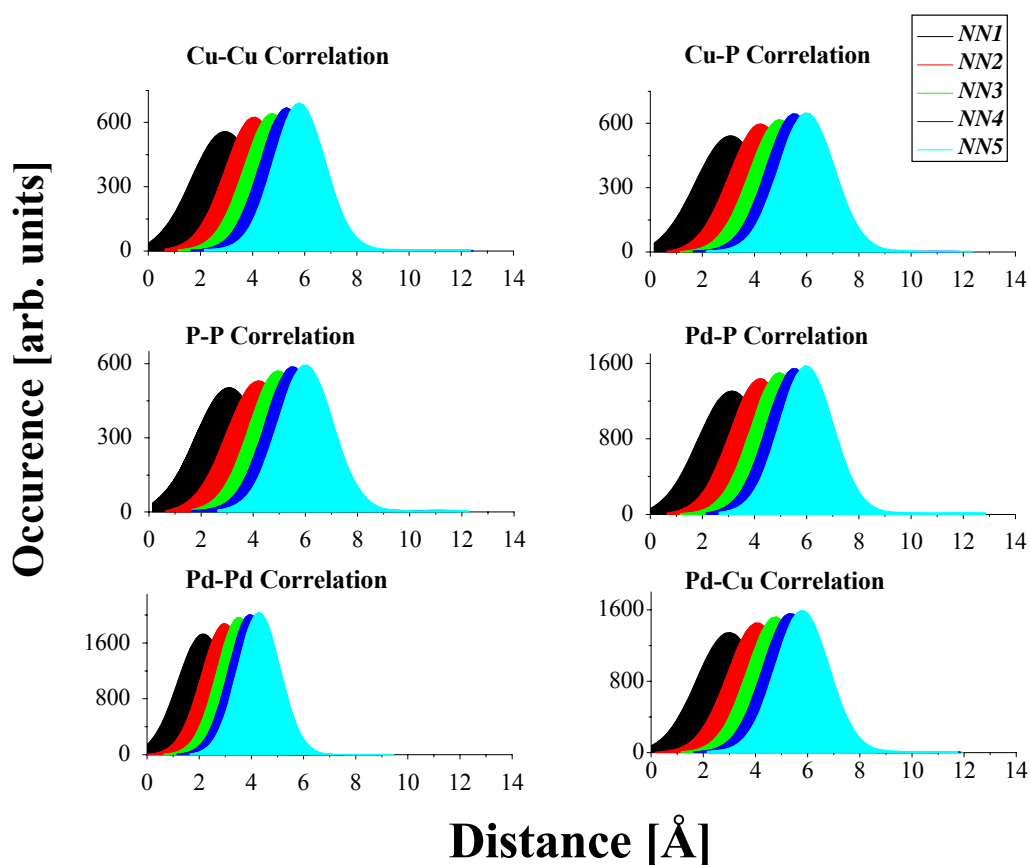 Cu-Cu Correlation
600
300
0
0 2 4 6 8 10 12 14
Cu-P Correlation
600
300
0
0 2 4 6 8 10 12 14
NN1
NN2
NN3
NN4
NN5
P-P Correlation
600
300
0
0 2 4 6 8 10 12 14
Pd-P Correlation
1600
800
0
0 2 4 6 8 10 12 14
Pd-Pd Correlation
1600
800
0
0 2 4 6 8 10 12 14
Pd-Cu Correlation
1600
800
0
0 2 4 6 8 10 12 14
Occurence [arb. units]
Distance [Å]